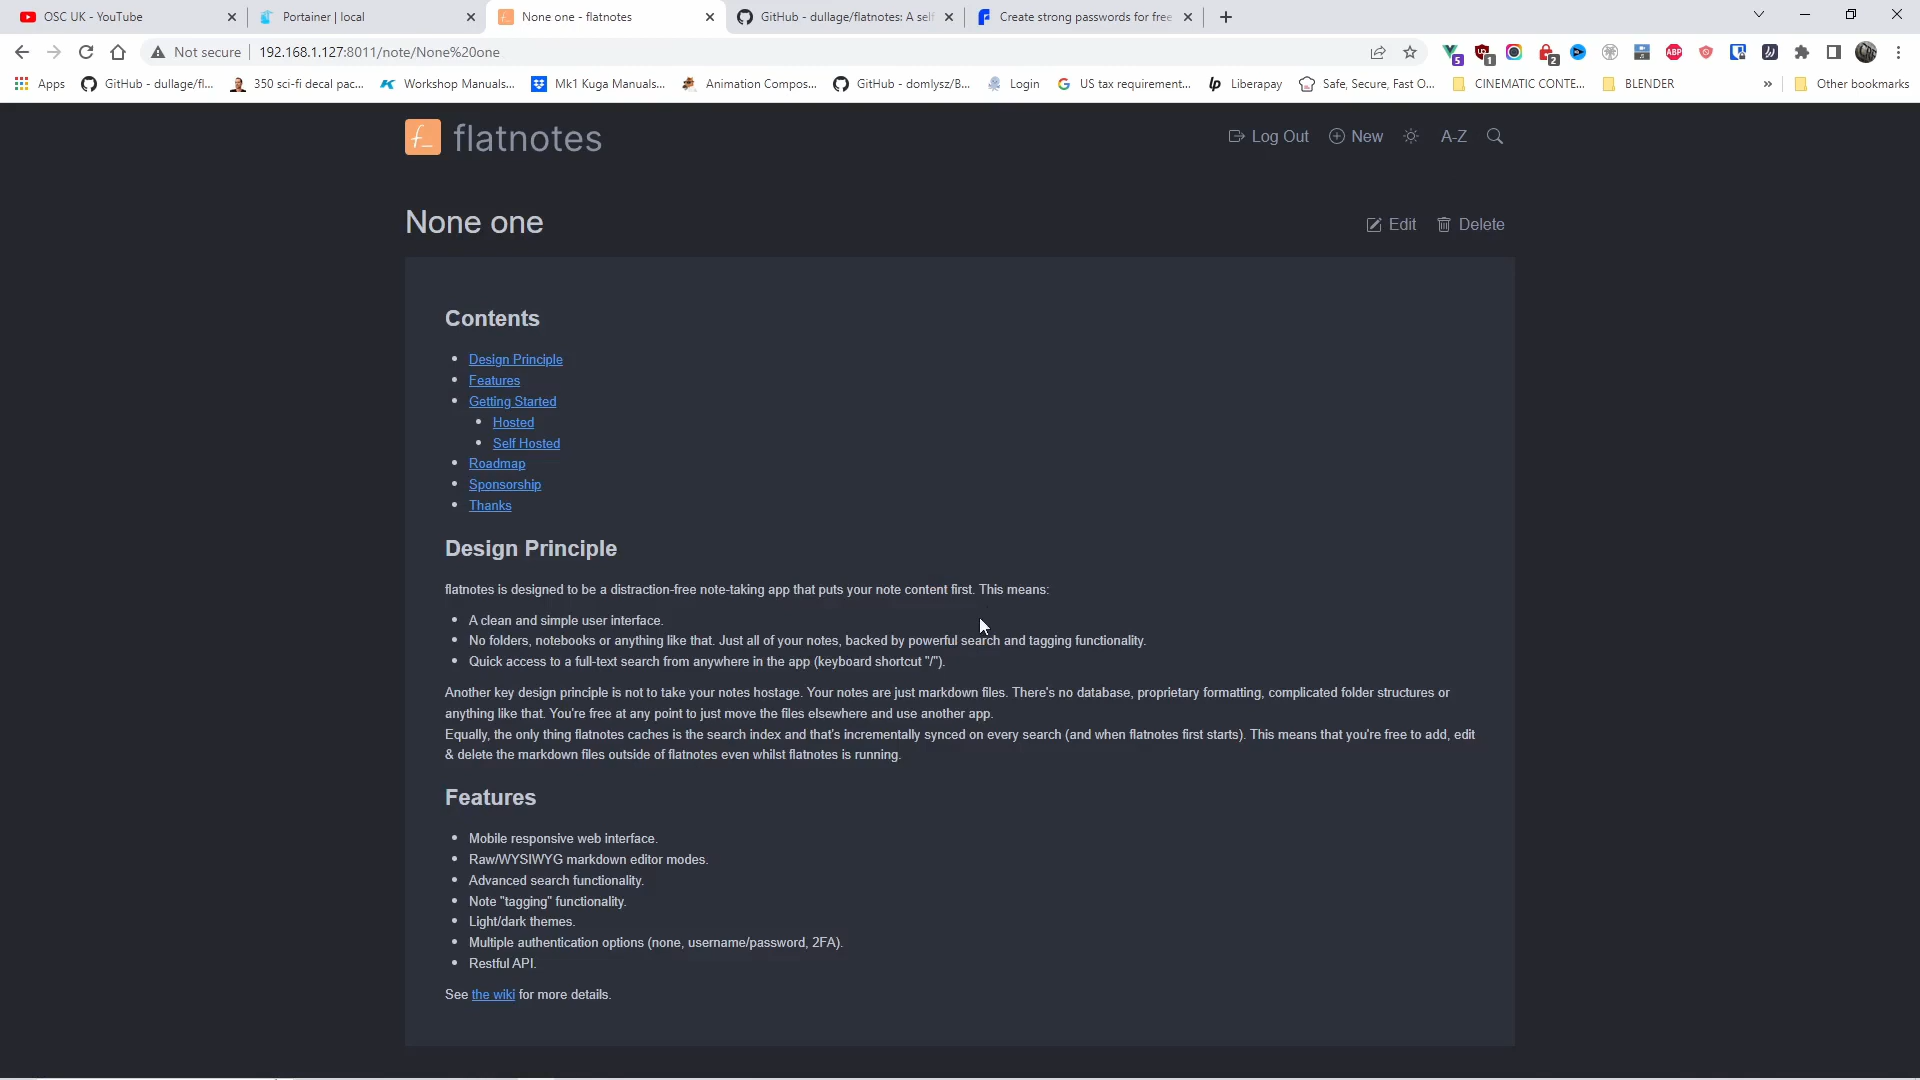 OSC UK - YouTube
Portainer | local
None one - flatnotes
GitHub - dullage/flatnotes: A self
Create strong passwords for free
Not secure
192.168.1.127:8011/note/None%20one
5
1
2
ABP
Apps
GitHub - dullage/fl...
350 sci-fi decal pac...
Workshop Manuals...
Mk1 Kuga Manuals...
Animation Compos...
GitHub - domlysz/B...
Login
US tax requirement...
Liberapay
Safe, Secure, Fast O...
CINEMATIC CONTE...
BLENDER
»
Other bookmarks
flatnotes
Log Out
New
A-Z
None one
Edit
Delete
Contents
Design Principle
Features
Getting Started
Hosted
Self Hosted
Roadmap
Sponsorship
Thanks
Design Principle
flatnotes is designed to be a distraction-free note-taking app that puts your note content first. This means:
A clean and simple user interface.
No folders, notebooks or anything like that. Just all of your notes, backed by powerful search and tagging functionality.
Quick access to a full-text search from anywhere in the app (keyboard shortcut "/").
Another key design principle is not to take your notes hostage. Your notes are just markdown files. There's no database, proprietary formatting, complicated folder structures or
anything like that. You're free at any point to just move the files elsewhere and use another app.
Equally, the only thing flatnotes caches is the search index and that's incrementally synced on every search (and when flatnotes first starts). This means that you're free to add, edit
& delete the markdown files outside of flatnotes even whilst flatnotes is running.
Features
Mobile responsive web interface.
Raw/WYSIWYG markdown editor modes.
Advanced search functionality.
Note "tagging" functionality.
Light/dark themes.
Multiple authentication options (none, username/password, 2FA).
Restful API.
See the wiki for more details.